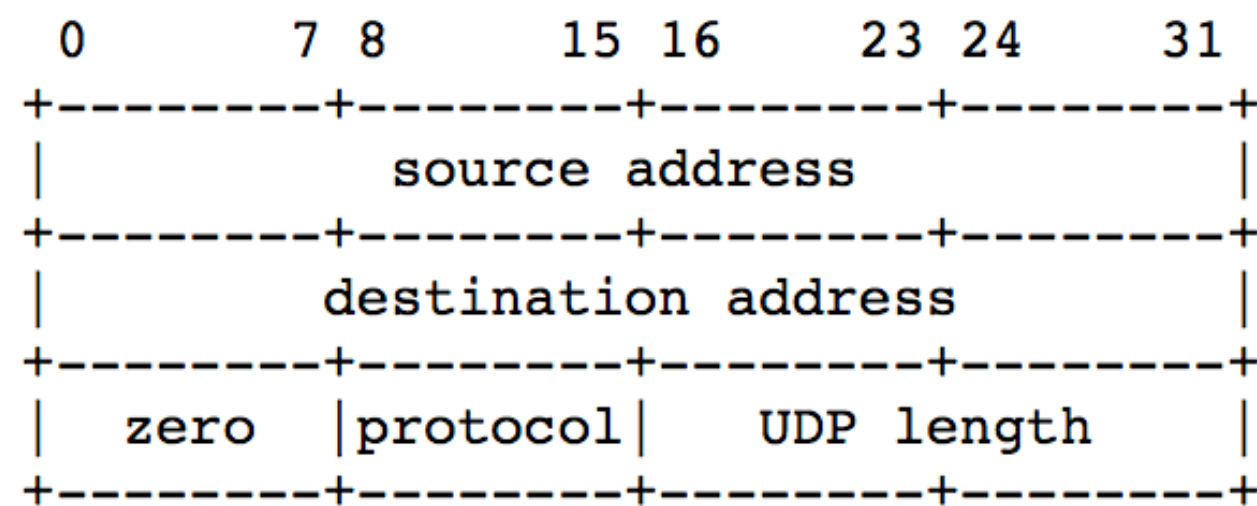 0      7 8     15 16    23 24    31
+--------+--------+--------+--------+
|          source address           |
+--------+--------+--------+--------+
|        destination address        |
+--------+--------+--------+--------+
|  zero  |protocol|   UDP length    |
+--------+--------+--------+--------+